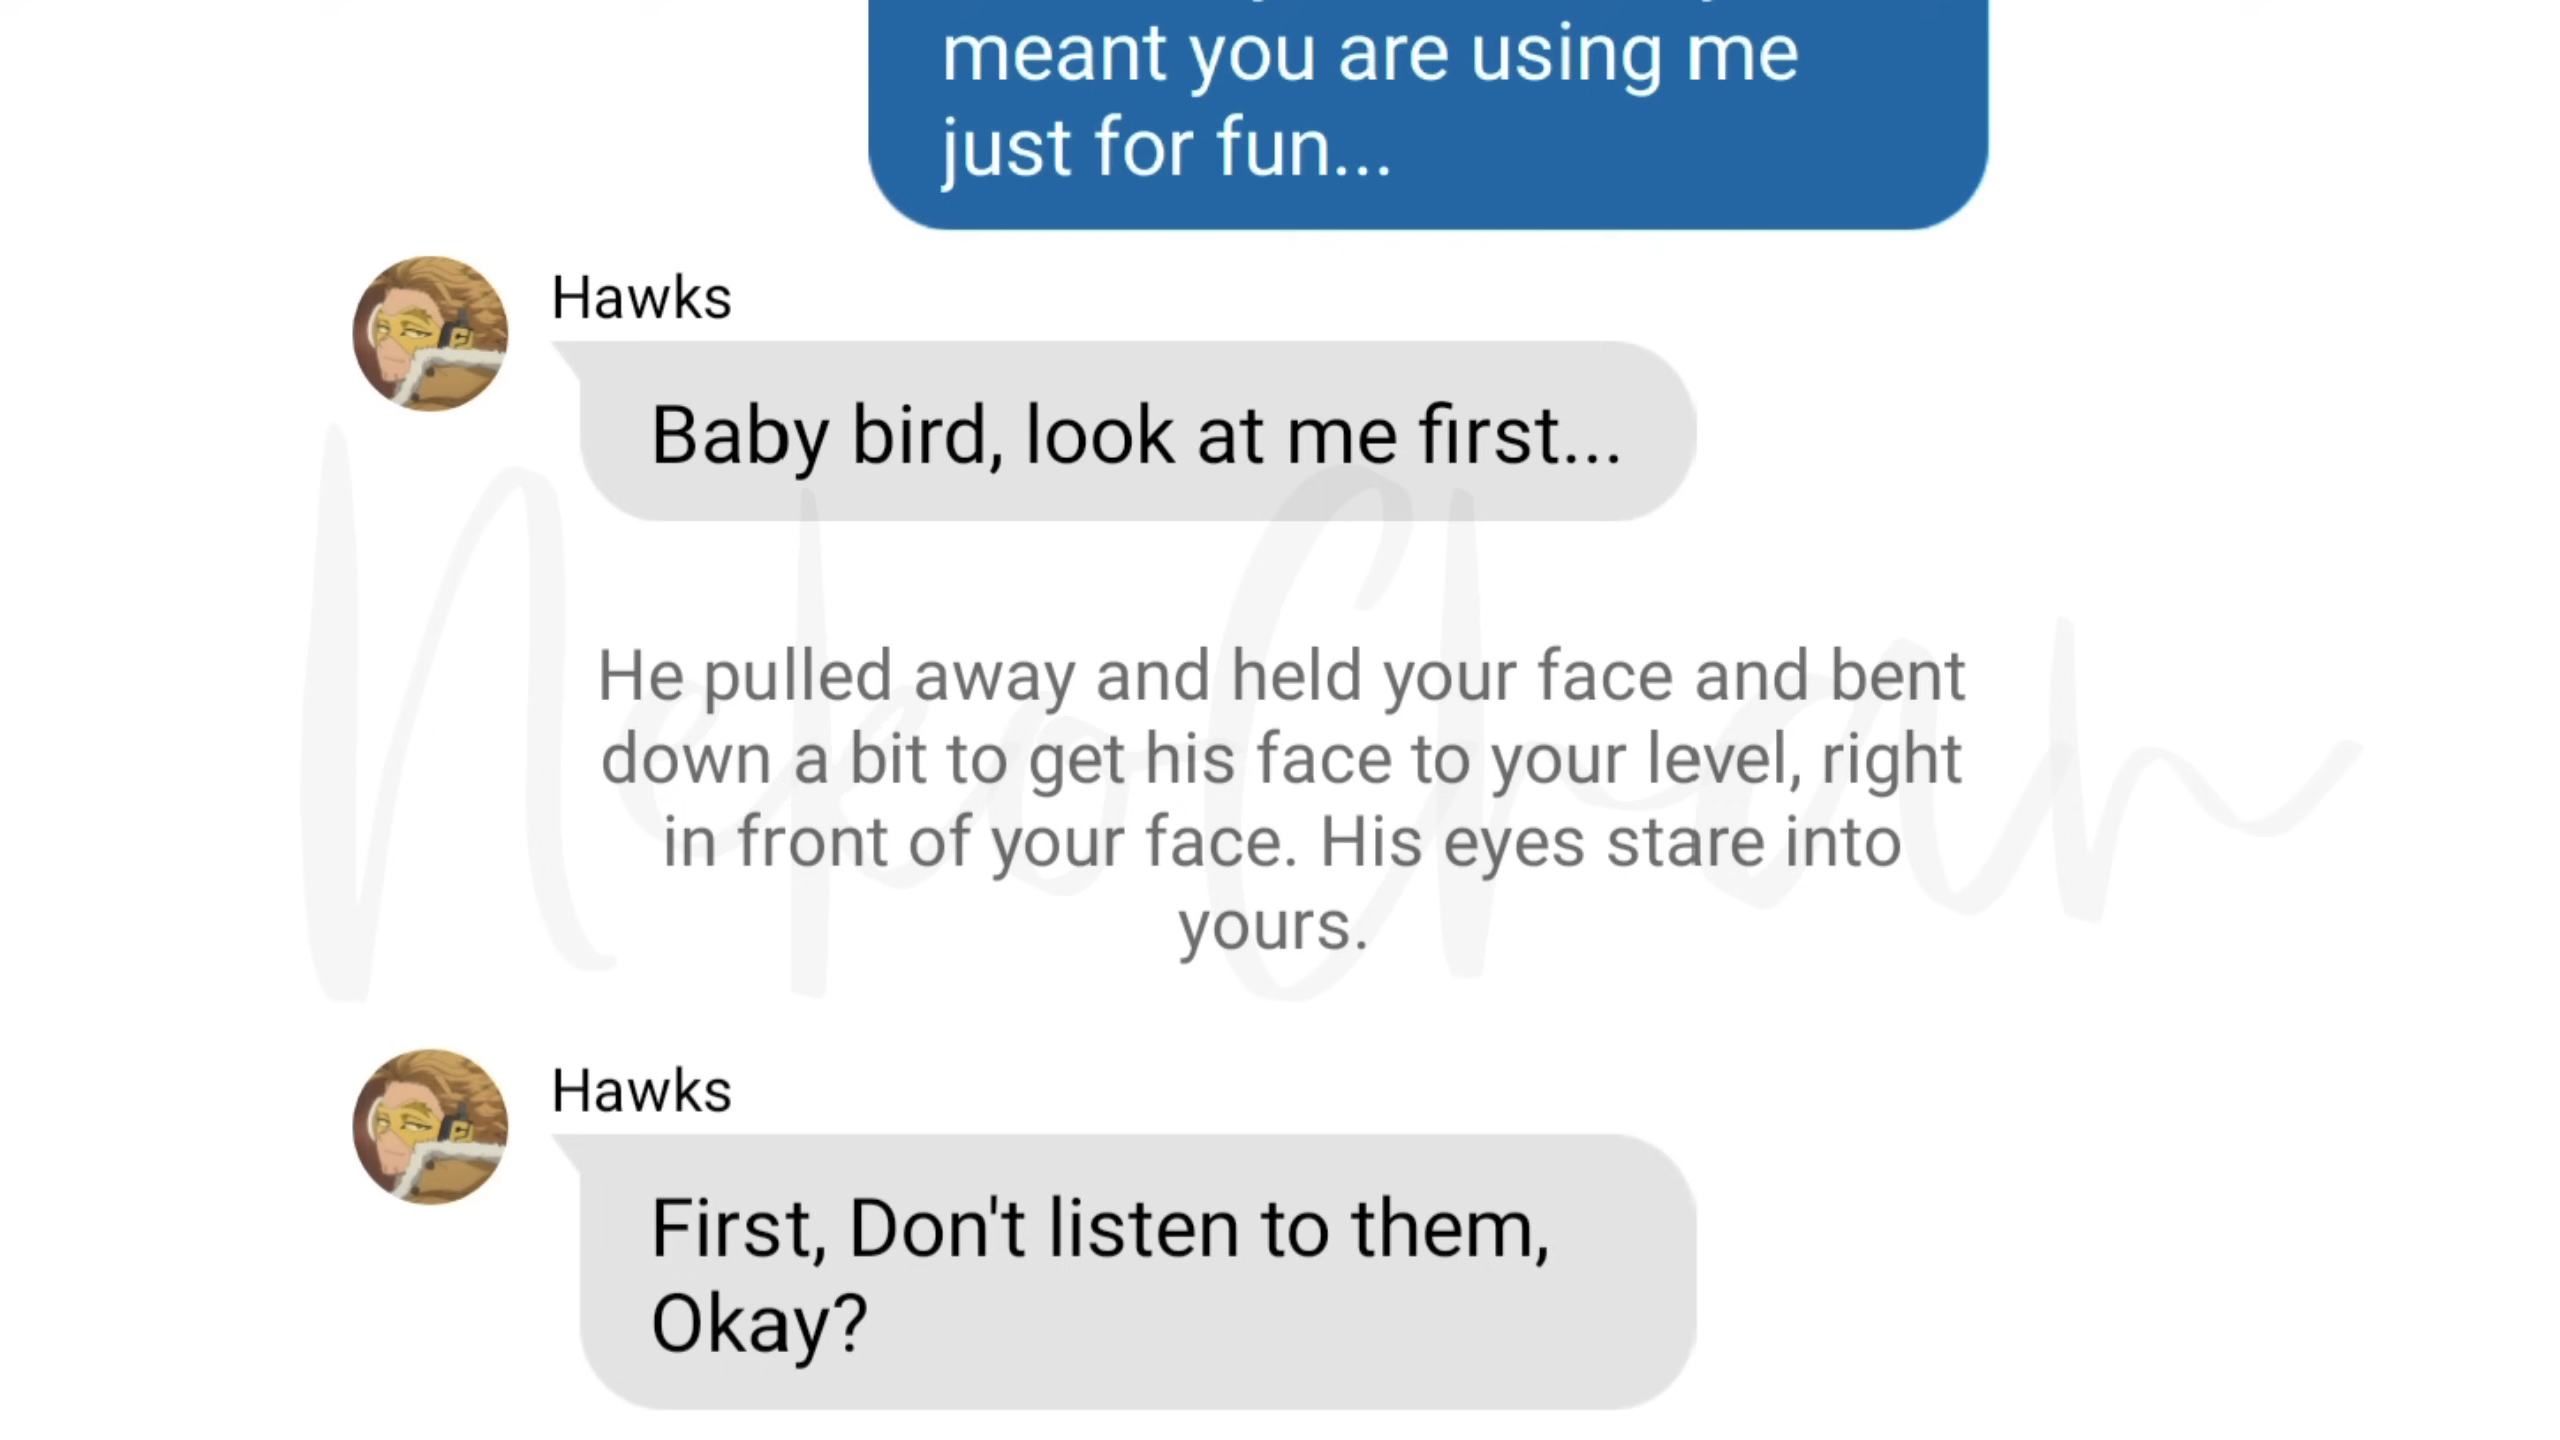 meant you are using me
just for fun...
Hawks
Baby bird, look at me first...
He pulled away and held your face and bent
down a bit to get his face to your level, right
in front of your face. His eyes stare into
yours.
NekoChan
Hawks
First, Don't listen to them,
Okay?